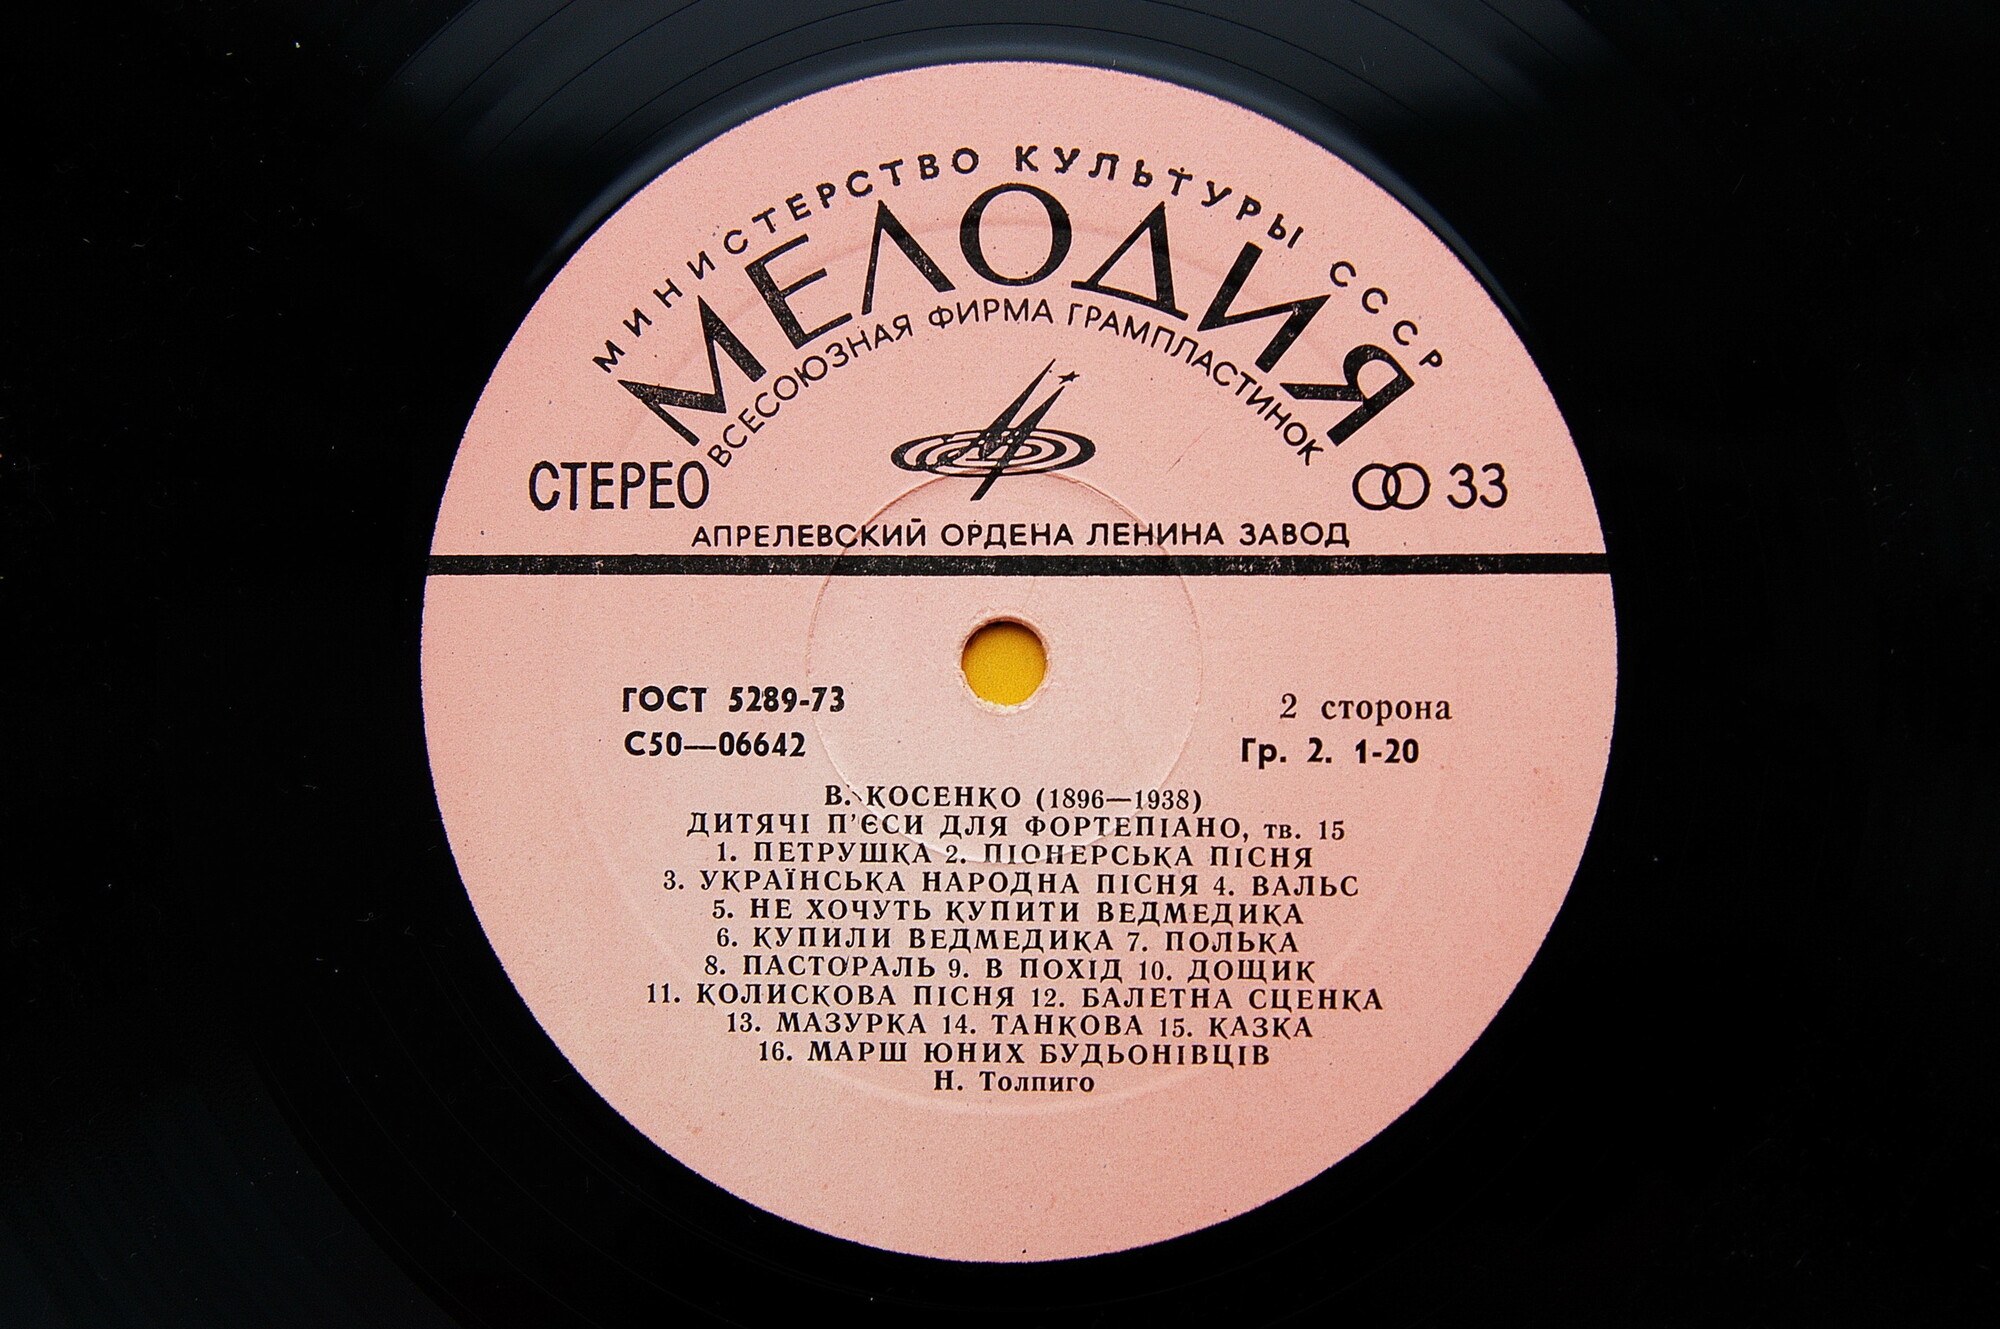 МИНИСТЕРСТВО КУЛЬТУРЫ СССР
МЕЛОДИЯ
ВСЕСОЮЗНАЯ ФИРМА ГРАМПЛАСТИНОК
СТЕРЕО
33
АПРЕЛЕВСКИЙ ОРДЕНА ЛЕНИНА ЗАВОД
ГОСТ 5289-73
2 сторона
С50—06642
Гр. 2. 1-20
В. КОСЕНКО (1896—1938)
ДИТЯЧІ П'ЄСИ ДЛЯ ФОРТЕПІАНО, тв. 15
1. ПЕТРУШКА 2. ПІОНЕРСЬКА ПІСНЯ
3. УКРАЇНСЬКА НАРОДНА ПІСНЯ 4. ВАЛЬС
5. НЕ ХОЧУТЬ КУПИТИ ВЕДМЕДИКА
6. КУПИЛИ ВЕДМЕДИКА 7. ПОЛЬКА
8. ПАСТОРАЛЬ 9. В ПОХІД 10. ДОЩИК
11. КОЛИСКОВА ПІСНЯ 12. БАЛЕТНА СЦЕНКА
13. МАЗУРКА 14. ТАНКОВА 15. КАЗКА
16. МАРШ ЮНИХ БУДЬОНІВЦІВ
Н. Толпиго